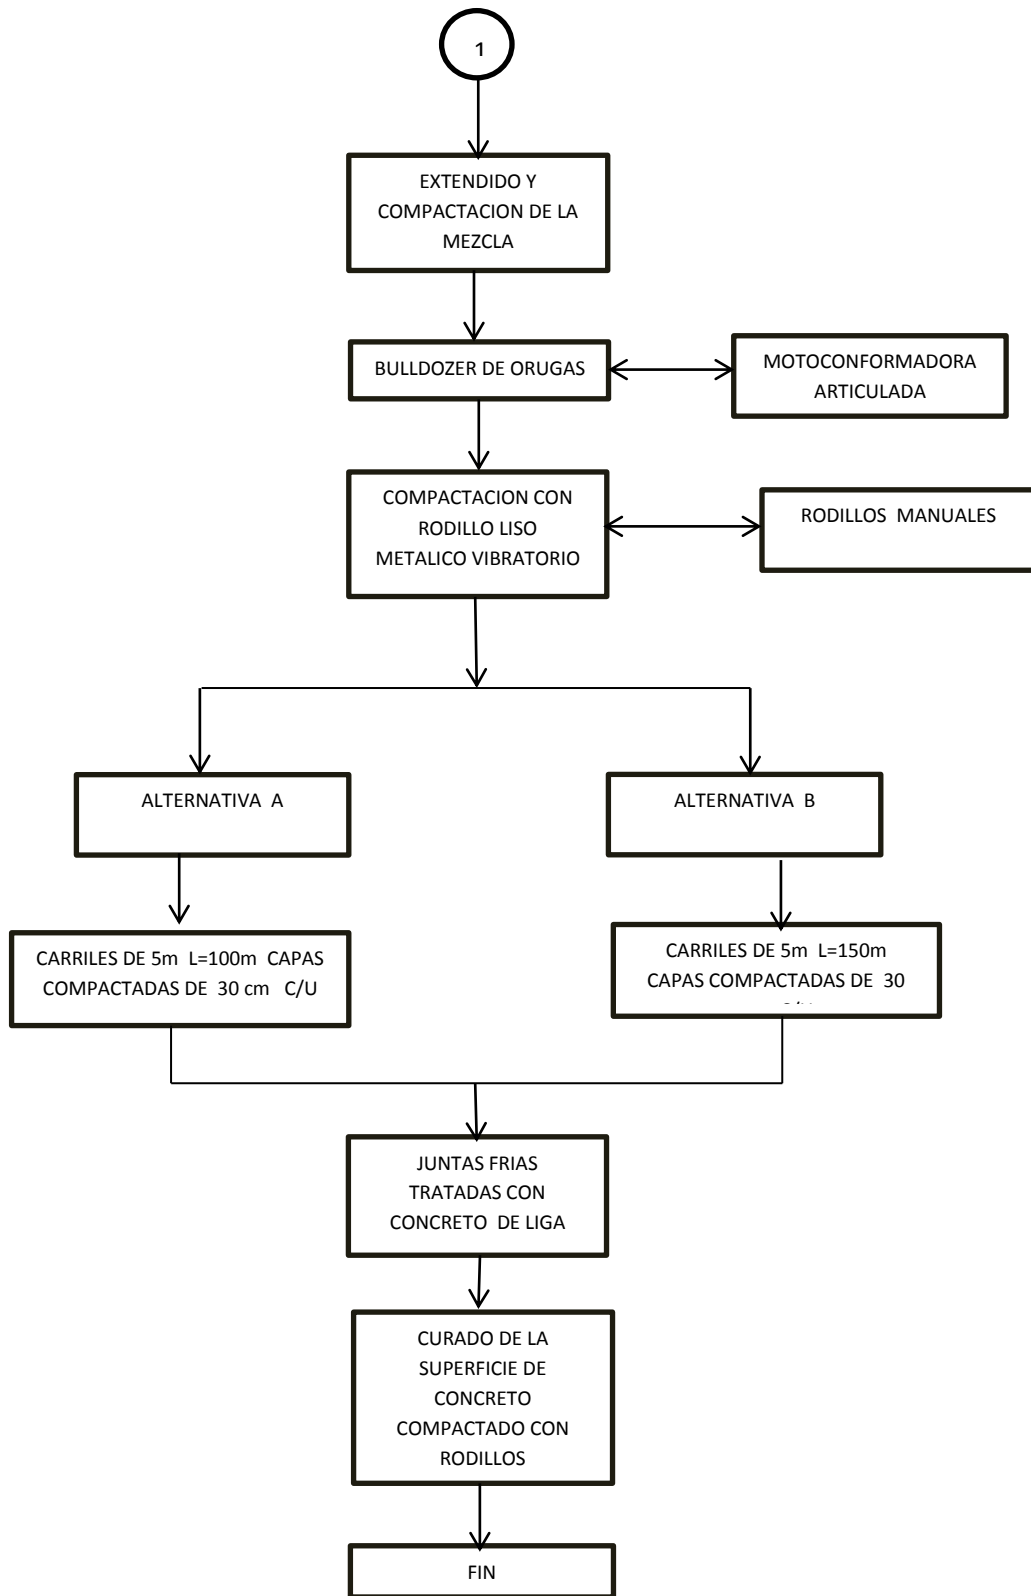 1
EXTENDIDO Y
COMPACTACION DE LA
MEZCLA
BULLDOZER DE ORUGAS
MOTOCONFORMADORA
ARTICULADA
COMPACTACION CON
RODILLO LISO
METALICO VIBRATORIO
RODILLOS MANUALES
ALTERNATIVA A
ALTERNATIVA B
CARRILES DE 5m L=100m CAPAS
COMPACTADAS DE 30 cm C/U
CARRILES DE 5m L=150m
CAPAS COMPACTADAS DE 30
JUNTAS FRIAS
TRATADAS CON
CONCRETO DE LIGA
CURADO DE LA
SUPERFICIE DE
CONCRETO
COMPACTADO CON
RODILLOS
FIN